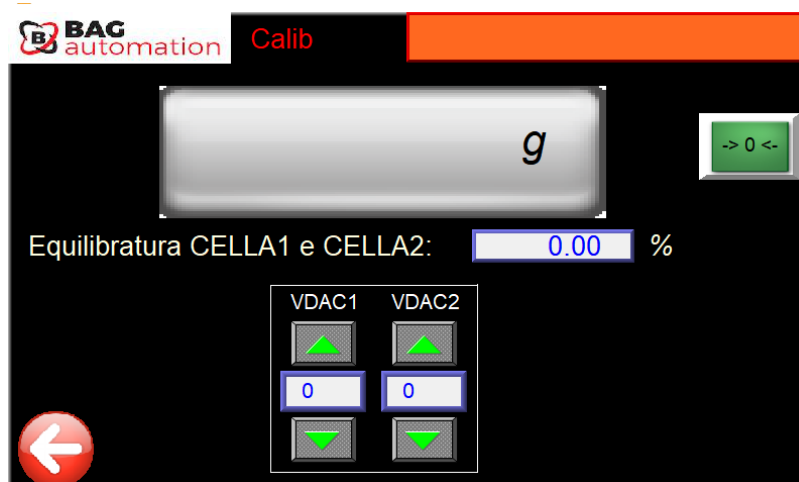 BAG
automation
Calib
g
-> 0 <-
Equilibratura CELLA1 e CELLA2: 0.00 %
VDAC1 VDAC2
0 0